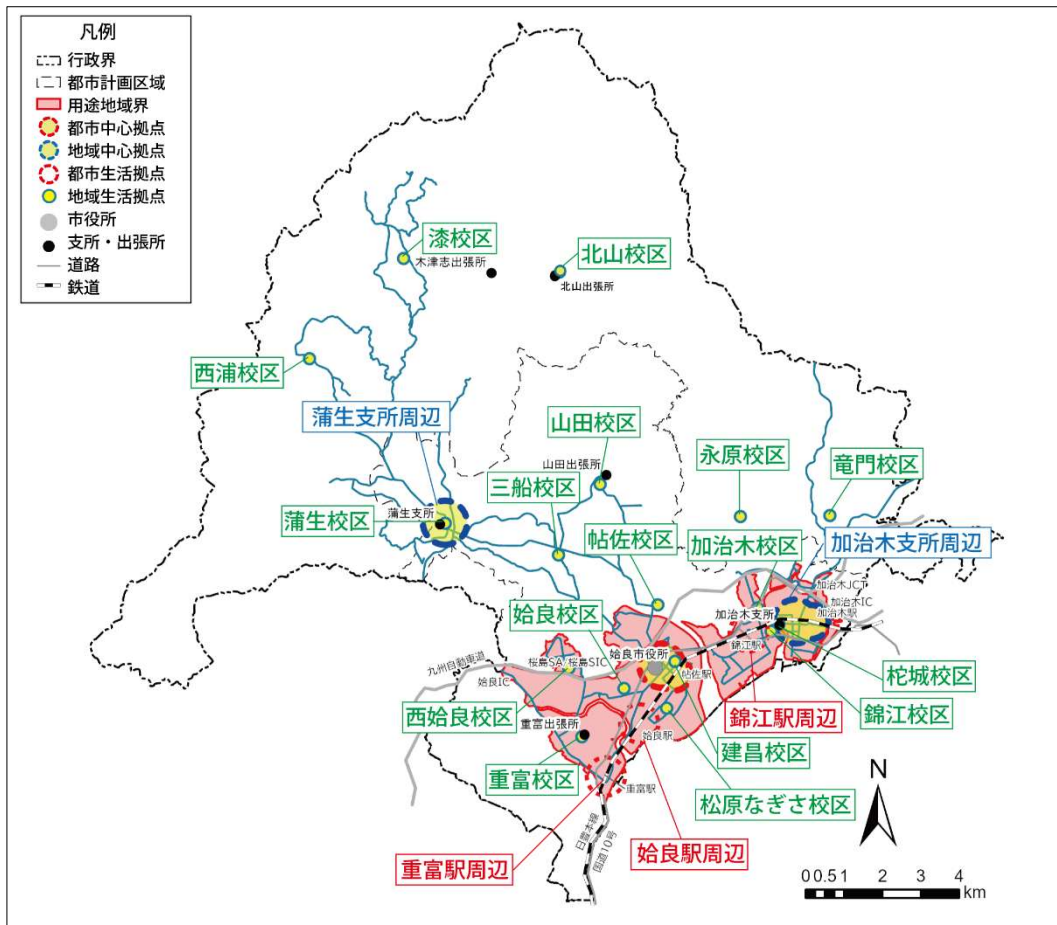 凡例
行政界
都市計画区域
用途地域界
都市中心拠点
地域中心拠点
都市生活拠点
地域生活拠点
市役所
支所・出張所
道路
鉄道
漆校区
木津志出張所
北山校区
北山出張所
西浦校区
蒲生支所周辺
山田校区
山田出張所
永原校区
竜門校区
三船校区
蒲生校区
蒲生支所
帖佐校区
加治木校区
加治木支所周辺
加治木JCT
加治木IC
加治木駅
加治木支所
姶良校区
姶良市役所
錦江駅
九州自動車道
桜島SA/桜島SIC
帖佐駅
姶良IC
柁城校区
西姶良校区
重富出張所
錦江駅周辺
錦江校区
姶良駅
建昌校区
重富校区
重富駅
松原なぎさ校区
日豊本線
国道10号
重富駅周辺
姶良駅周辺
N
0 0.5 1 2 3 4
km